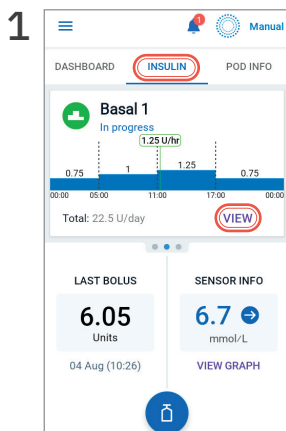 1
1
Manual
DASHBOARD INSULIN POD INFO
Basal 1
In progress
1.25 U/hr
0.75 1 1.25 0.75
00:00 05:00 11:00 17:00 00:00
Total: 22.5 U/day VIEW
LAST BOLUS SENSOR INFO
6.05 6.7
Units mmol/L
04 Aug (10:26) VIEW GRAPH